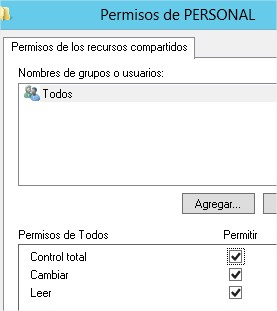 Permisos de PERSONAL
Permisos de los recursos compartidos
Nombres de grupos o usuarios:
Todos
Agregar...
Permisos de Todos Permitir
Control total
Cambiar
Leer